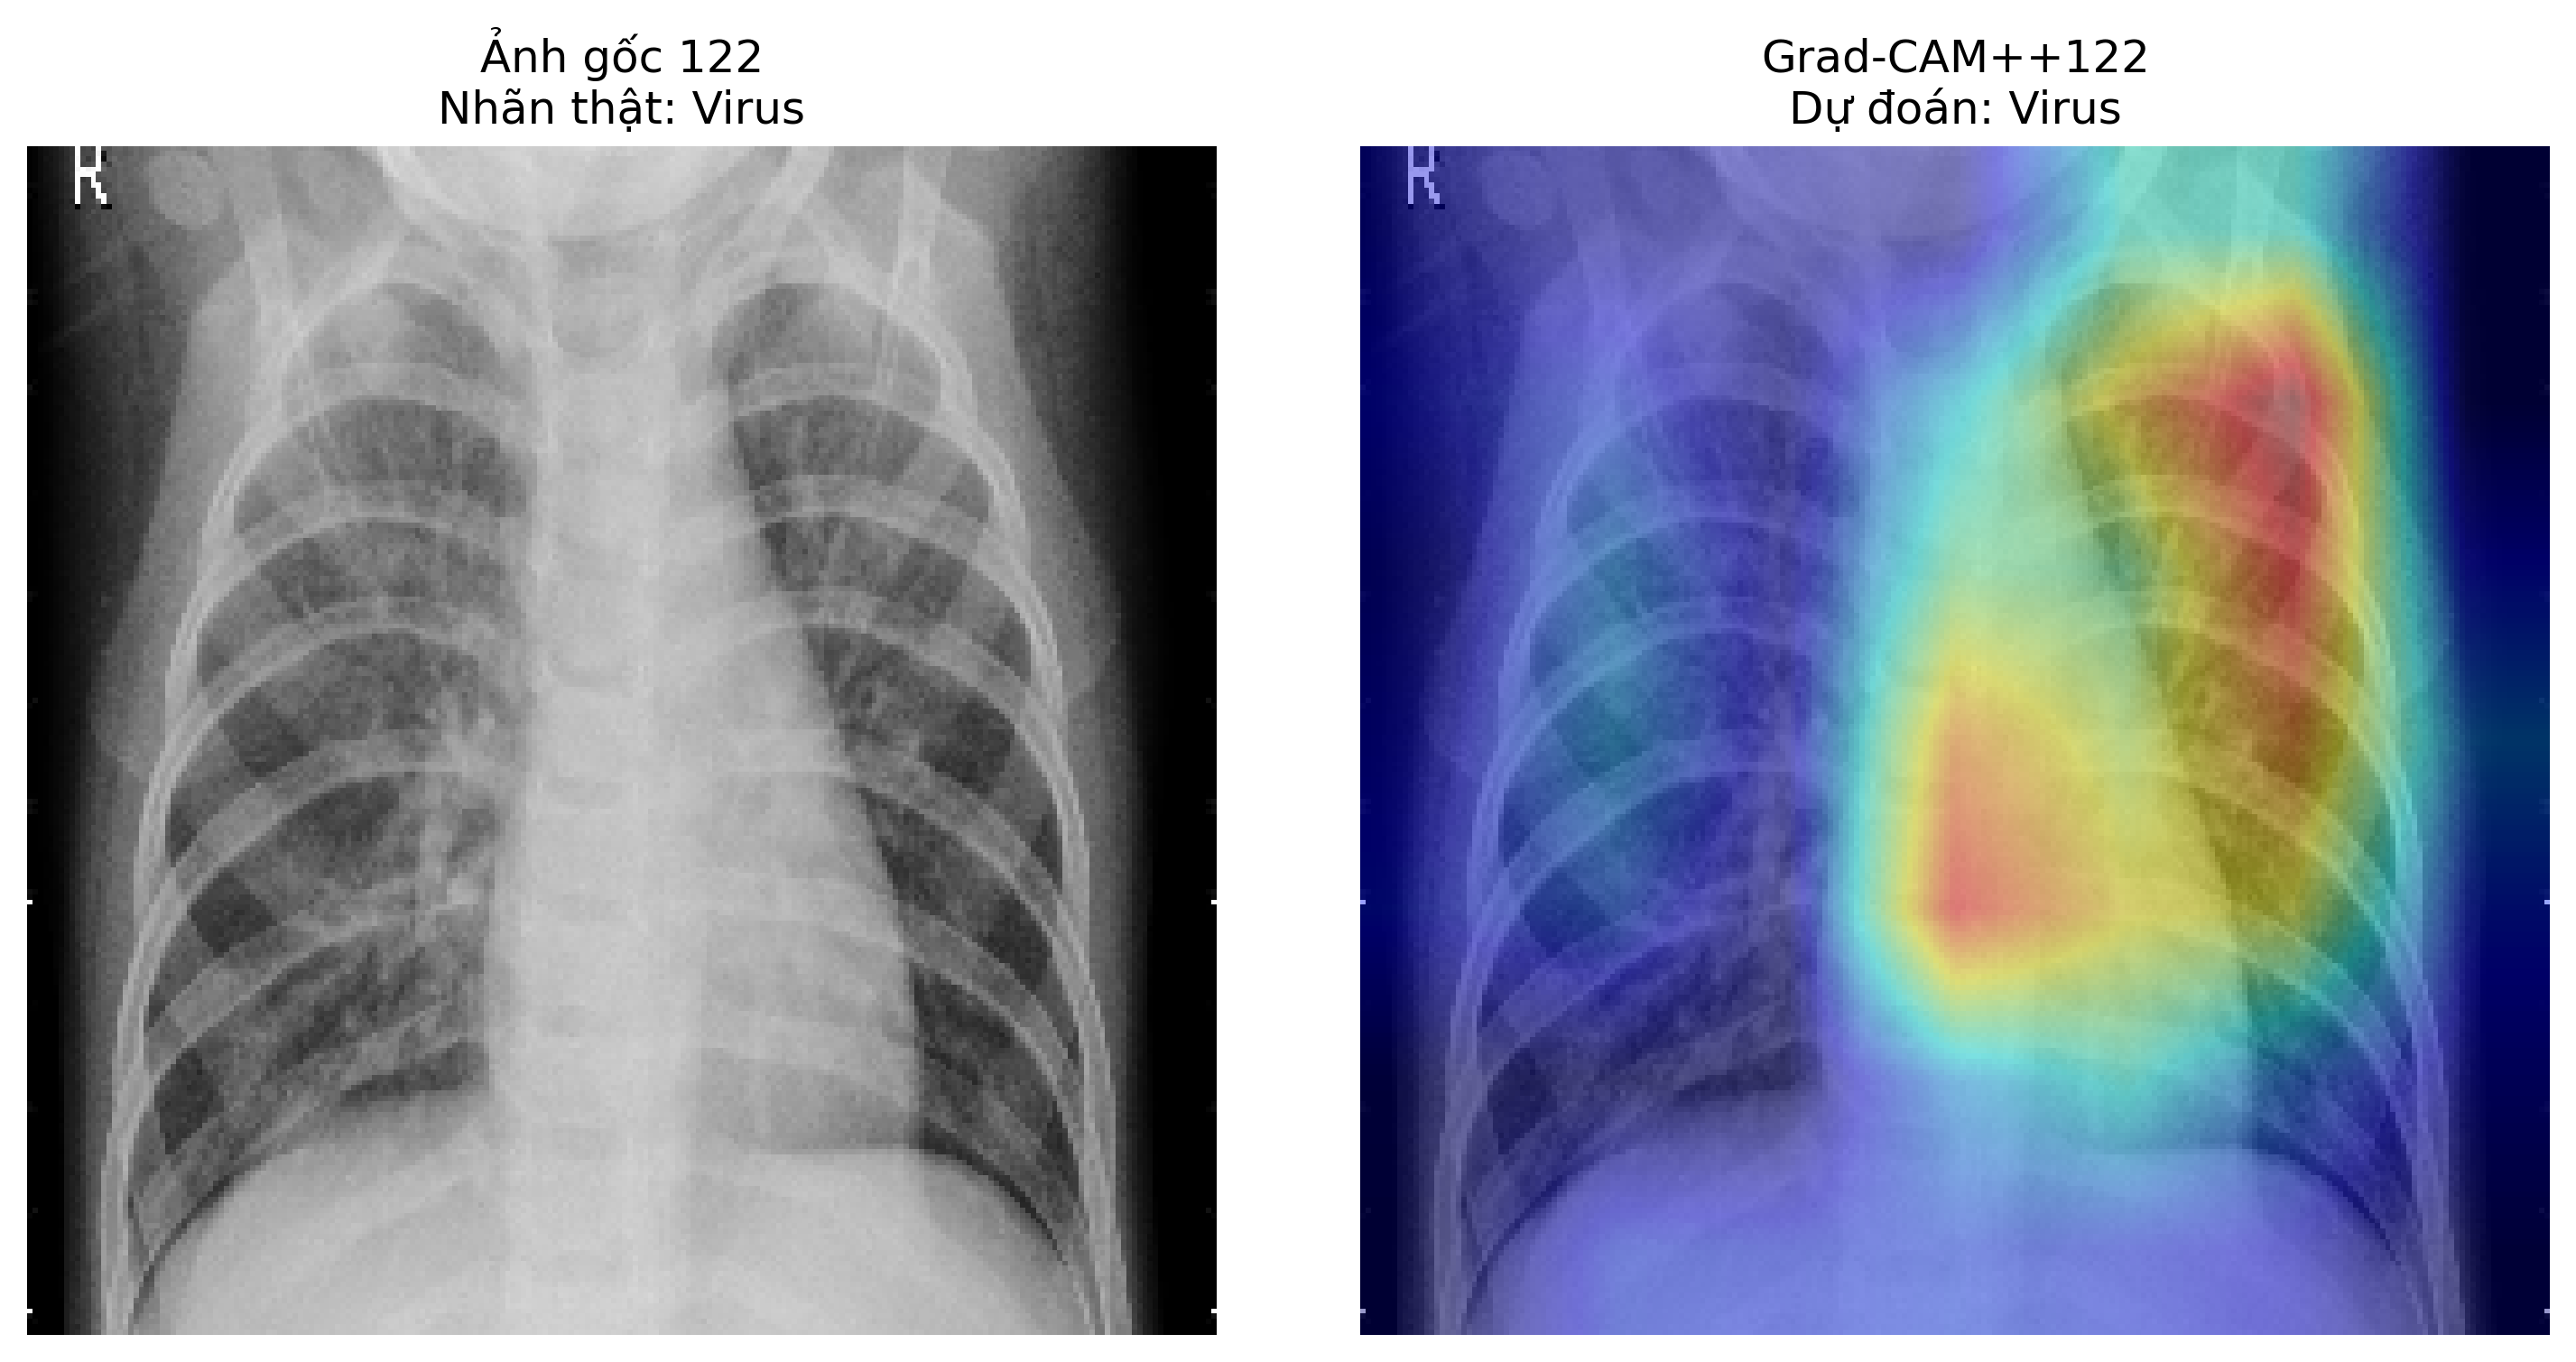 Ảnh gốc 122
Nhãn thật: Virus
Grad-CAM++122
Dự đoán: Virus
R
R